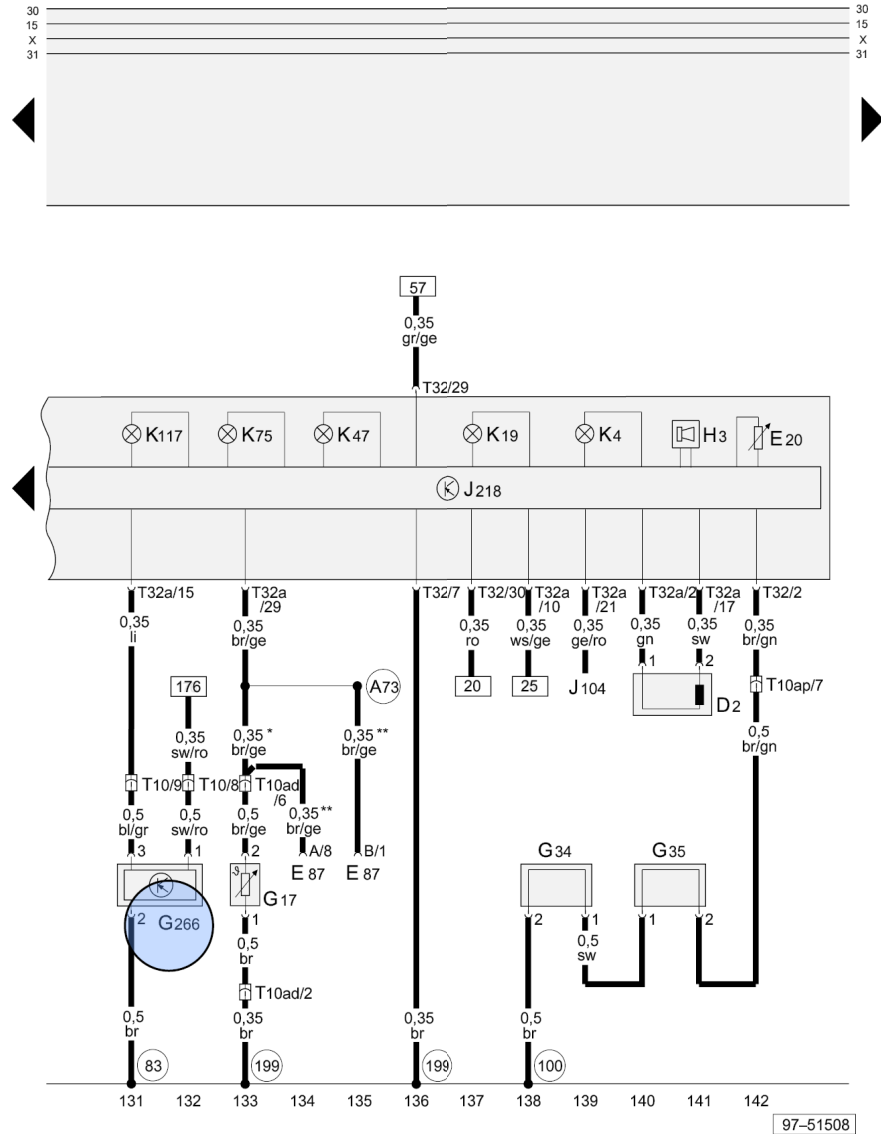 30 30
15 15
X X
31 31
57
0,35
gr/ge
T32/29
K117 K75 K47 K19 K4 H3 E20
J218
T32a/15 T32a T32/7 T32/30 T32a T32a T32a/2 T32a T32/2
/29 /10 /21 /17
0,35 0,35 0,35 0,35 0,35 0,35 0,35 0,35
li br/ge ro ws/ge ge/ro gn sw br/gn
1 2
176 A73 20 25 J104 D2 T10ap/7
0,35 0,35 * 0,35 ** 0,5
sw/ro br/ge br/ge br/gn
T10/9 T10/8 T10ad
/6
0,5 0,5 0,5 0,35 **
bl/gr sw/ro br/ge br/ge
3 1 2 A/8 B/1
E 87 E 87
G34 G35
ϑ
G17
2 G266 1 2 1 1 2
0,5 0,5
br sw
T10ad/2
0,5 0,35 0,35 0,5
br br br br
83 199 199 100
131 132 133 134 135 136 137 138 139 140 141 142
97–51508